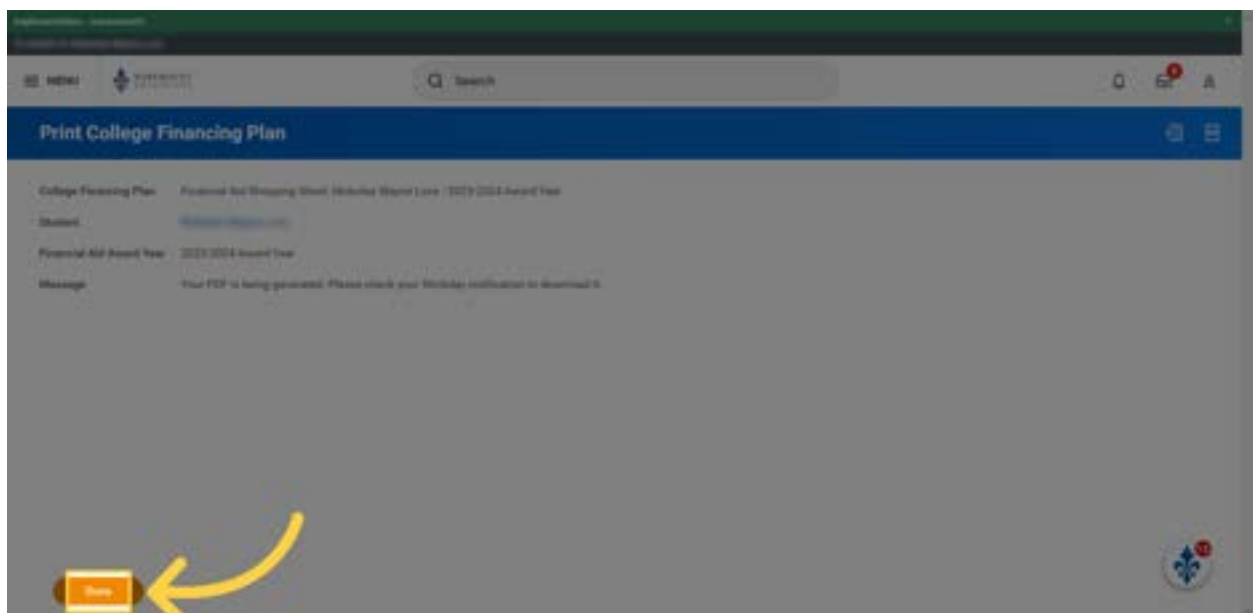 MENU
Search
Print College Financing Plan
College Financing Plan Financial Aid Shopping Sheet: 2023-2024 Award Year
Student
Financial Aid Award Year 2023-2024 Award Year
Message Your PDF is being generated. Please check your Workday notification to download it.
Done